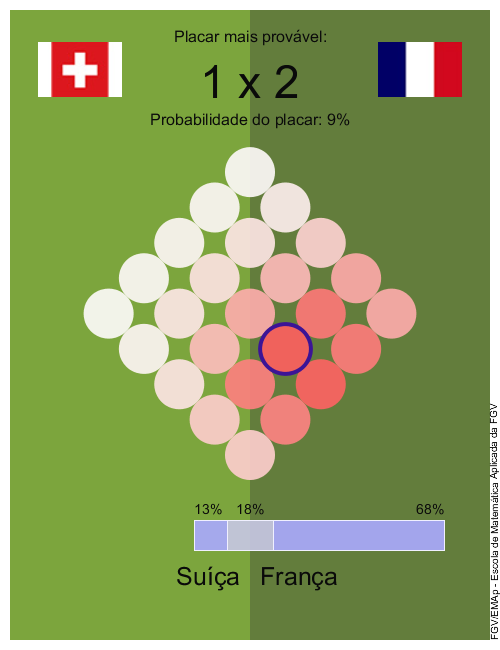 Placar mais provável:
1 x 2
Probabilidade do placar: 9%
13% 18% 68%
Suíça França
FGV/EMAp - Escola de Matemática Aplicada da FGV